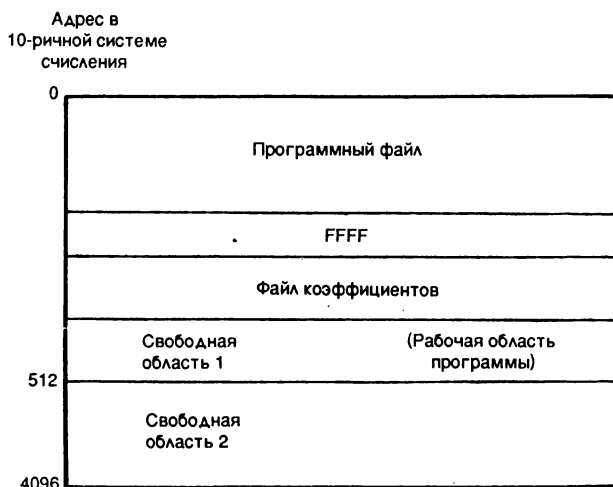 Адрес в
10-ричной системе
счисления
0
Программный файл
FFFF
Файл коэффициентов
Свободная
область 1
(Рабочая область
программы)
512
Свободная
область 2
4096